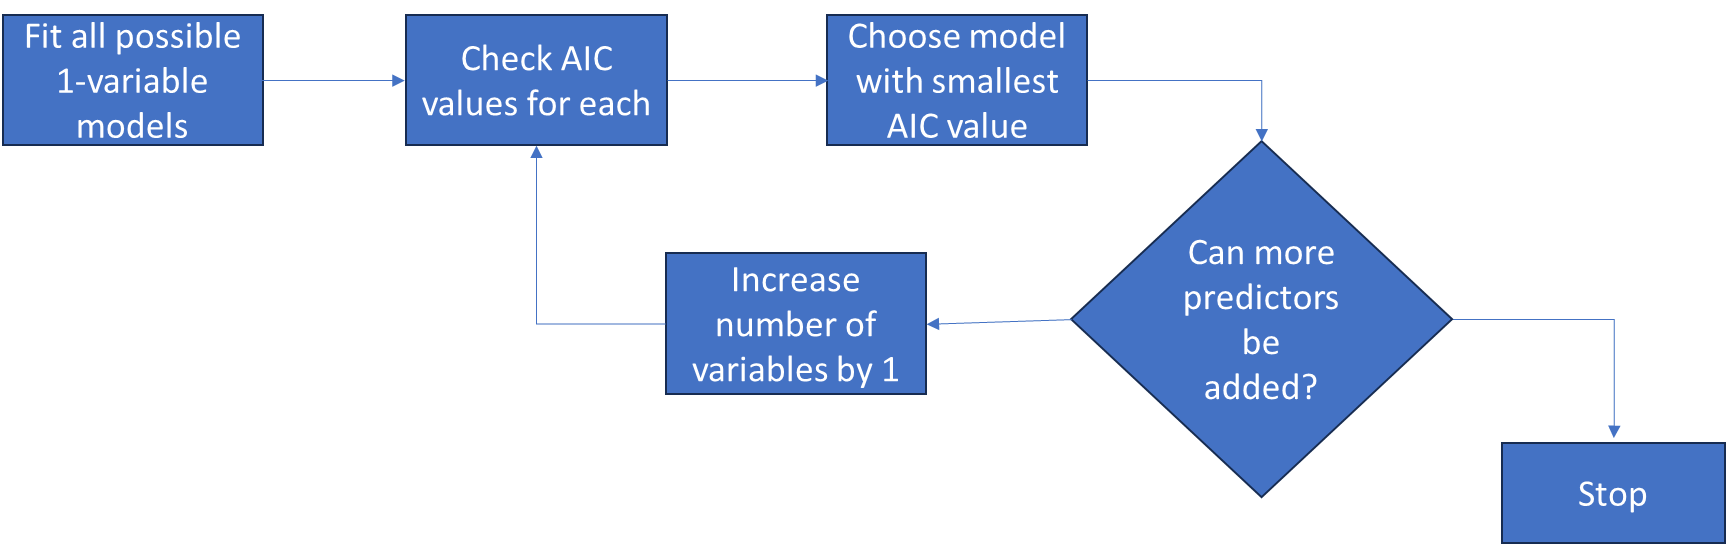 Fit all possible
1-variable
models
Check AIC
values for each
Choose model
with smallest
AIC value
Can more
predictors
be
added?
Increase
number of
variables by 1
Stop